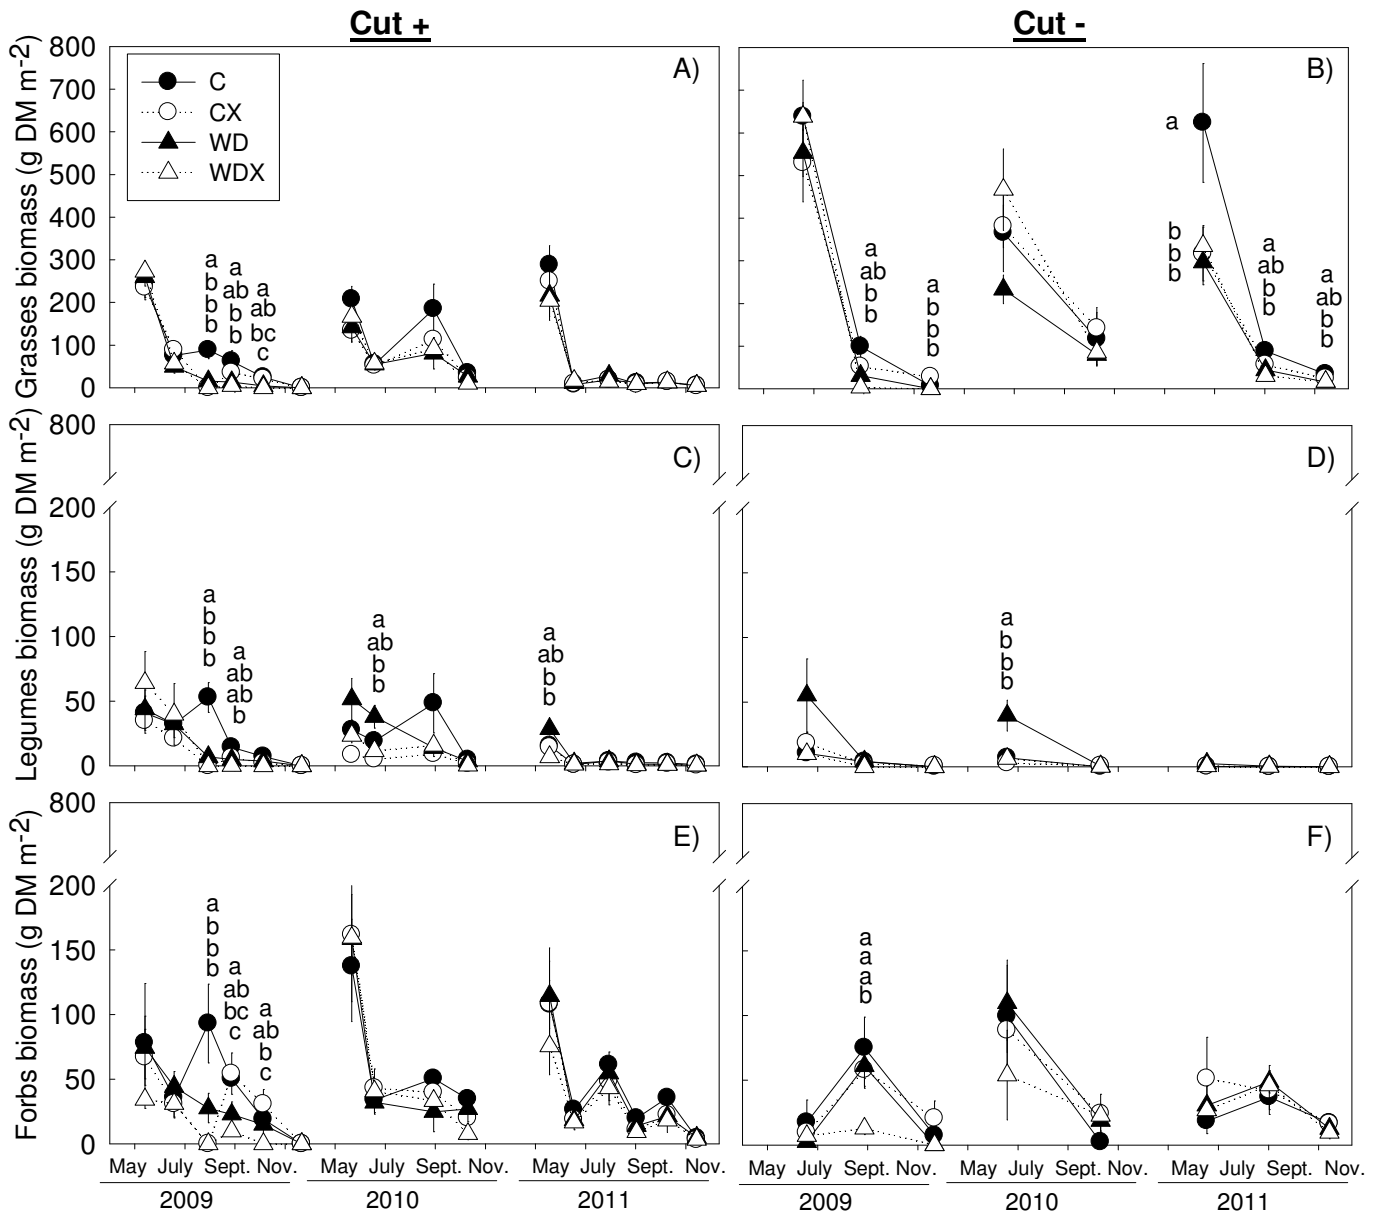 Cut +
Cut -
Grasses biomass (g DM m-2)
800
700
600
500
400
300
200
100
0
C
CX
WD
WDX
A)
a
b
b
b
a
ab
b
b
a
ab
bc
c
B)
a
b
b
b
a
ab
b
b
a
b
b
b
a
ab
b
b
a
ab
b
b
Legumes biomass (g DM m-2)
800
200
150
100
50
0
C)
a
b
b
b
a
ab
ab
b
a
ab
b
b
a
ab
b
b
D)
a
b
b
b
Forbs biomass (g DM m-2)
800
200
150
100
50
0
E)
a
b
b
b
a
ab
bc
c
a
ab
b
c
F)
a
a
a
b
May July Sept. Nov. May July Sept. Nov. May July Sept. Nov.
2009 2010 2011
May July Sept. Nov. May July Sept. Nov. May July Sept. Nov.
2009 2010 2011